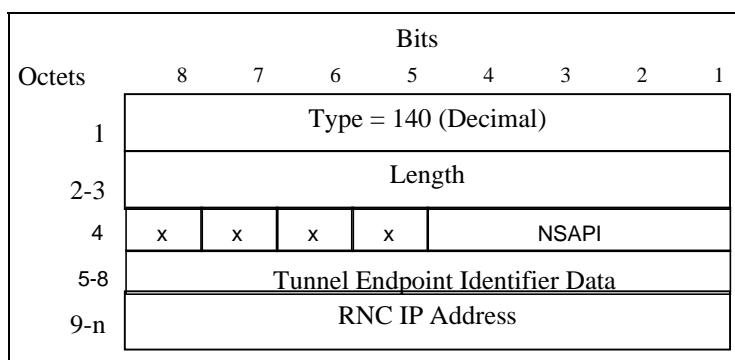 Bits
Octets 8 7 6 5 4 3 2 1
1 Type = 140 (Decimal)
2-3 Length
4 x x x x NSAPI
5-8 Tunnel Endpoint Identifier Data
9-n RNC IP Address